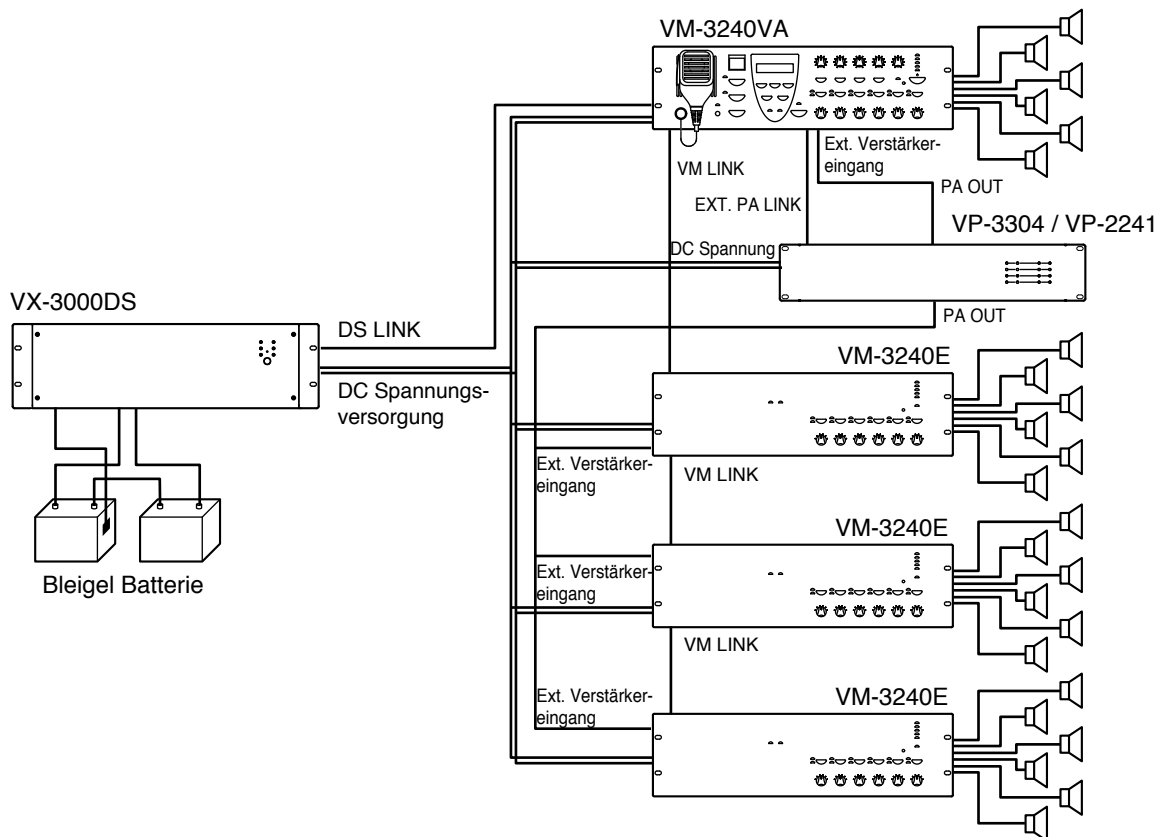 VM-3240VA
Ext. Verstärker-
eingang
VM LINK
PA OUT
EXT. PA LINK
VP-3304 / VP-2241
DC Spannung
VX-3000DS
PA OUT
DS LINK
VM-3240E
DC Spannungs-
versorgung
Ext. Verstärker-
eingang
VM LINK
VM-3240E
Ext. Verstärker-
eingang
Bleigel Batterie
VM LINK
VM-3240E
Ext. Verstärker-
eingang